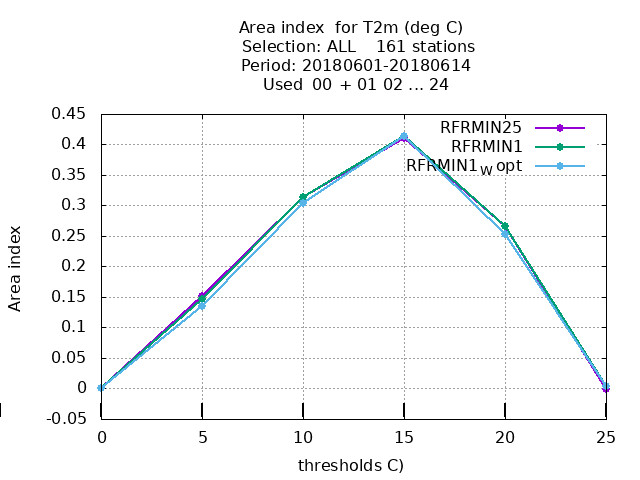 Area index for T2m (deg C)
Selection: ALL 161 stations
Period: 20180601-20180614
Used 00 + 01 02 ... 24
0.45
0.4
0.35
0.3
0.25
0.2
0.15
0.1
0.05
0
-0.05
Area index
RFRMIN25
RFRMIN1
RFRMIN1W opt
0 5 10 15 20 25
thresholds C)